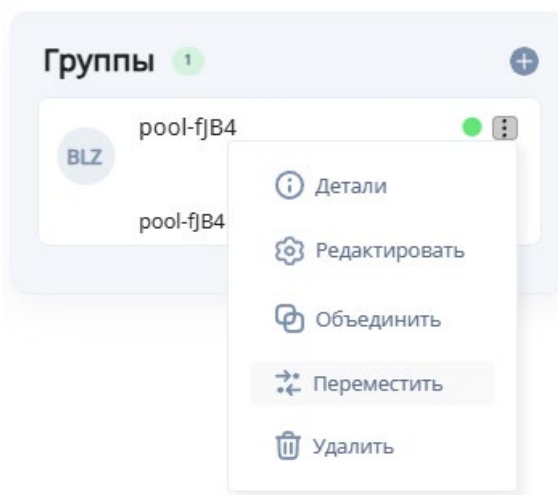 Группы 1
pool-fJB4
BLZ
pool-fJB4
Детали
Редактировать
Объединить
Переместить
Удалить